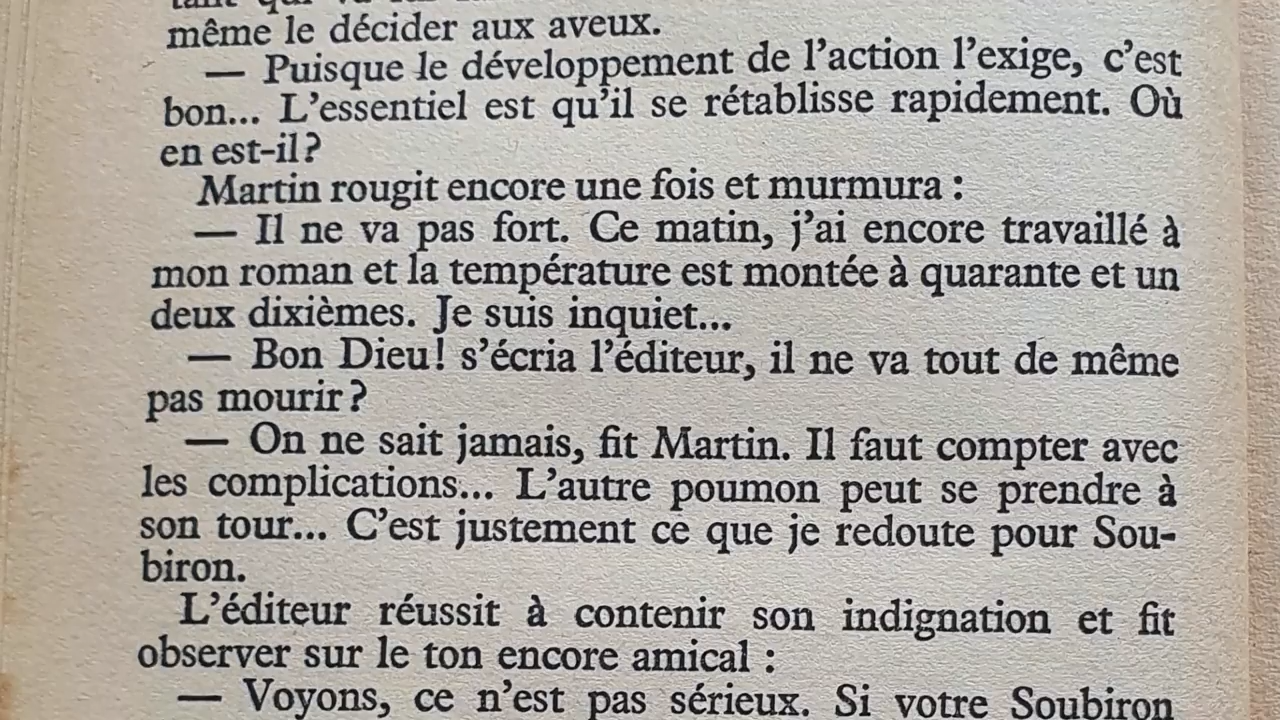 même le décider aux aveux.
— Puisque le développement de l'action l'exige, c'est
bon... L'essentiel est qu'il se rétablisse rapidement. Où
en est-il?
Martin rougit encore une fois et murmura :
— Il ne va pas fort. Ce matin, j'ai encore travaillé à
mon roman et la température est montée à quarante et un
deux dixièmes. Je suis inquiet...
— Bon Dieu! s'écria l'éditeur, il ne va tout de même
pas mourir?
— On ne sait jamais, fit Martin. Il faut compter avec
les complications... L'autre poumon peut se prendre à
son tour... C'est justement ce que je redoute pour Sou-
biron.
L'éditeur réussit à contenir son indignation et fit
observer sur le ton encore amical :
— Voyons, ce n'est pas sérieux. Si votre Soubiron